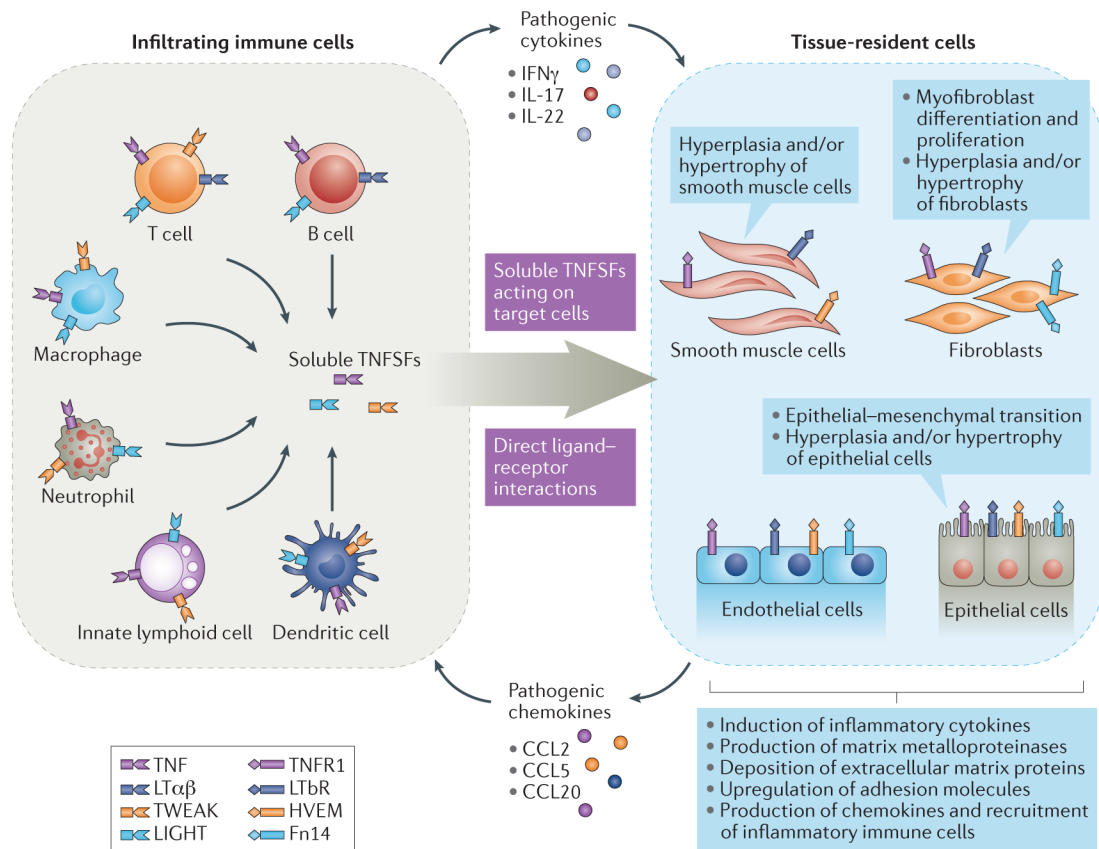 Infiltrating immune cells
Pathogenic
cytokines
• IFNγ
• IL-17
• IL-22
Tissue-resident cells
T cell
B cell
Macrophage
Neutrophil
Innate lymphoid cell
Dendritic cell
Soluble TNFSFs
Soluble TNFSFs
acting on
target cells
Direct ligand–
receptor
interactions
Hyperplasia and/or
hypertrophy of
smooth muscle cells
• Myofibroblast
differentiation and
proliferation
• Hyperplasia and/or
hypertrophy
of fibroblasts
Smooth muscle cells
Fibroblasts
• Epithelial–mesenchymal transition
• Hyperplasia and/or hypertrophy
of epithelial cells
Endothelial cells
Epithelial cells
Pathogenic
chemokines
• CCL2
• CCL5
• CCL20
• Induction of inflammatory cytokines
• Production of matrix metalloproteinases
• Deposition of extracellular matrix proteins
• Upregulation of adhesion molecules
• Production of chemokines and recruitment
of inflammatory immune cells
TNF
LTαβ
TWEAK
LIGHT
TNFR1
LTbR
HVEM
Fn14